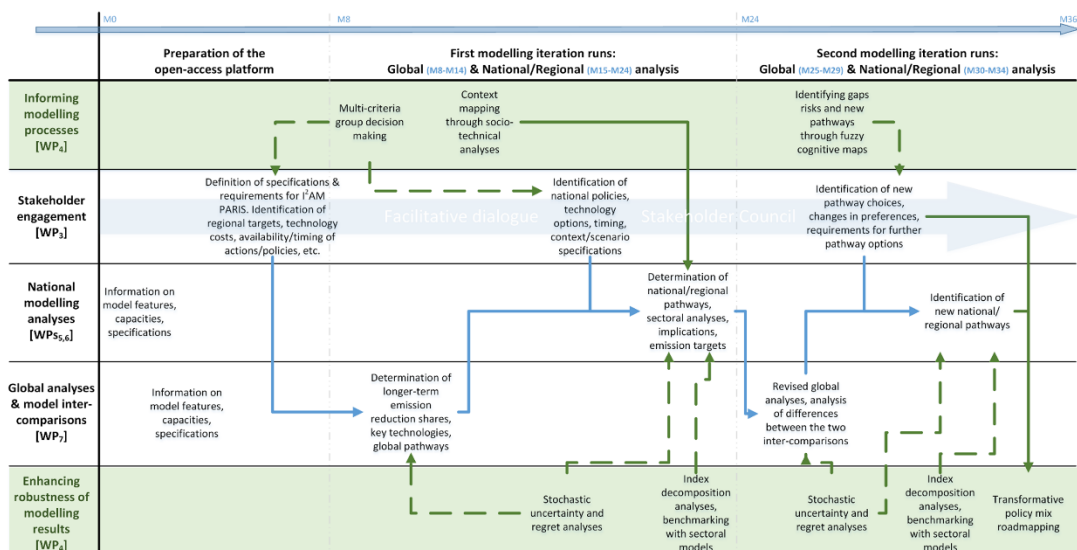 M0
M8
M24
M36
Preparation of the
open-access platform
First modelling iteration runs:
Global (M8-M14) & National/Regional (M15-M24) analysis
Second modelling iteration runs:
Global (M25-M29) & National/Regional (M30-M34) analysis
Informing
modelling
processes
[WP4]
Multi-criteria
group decision
making
Context
mapping
through socio-
technical
analyses
Identifying gaps
risks and new
pathways
through fuzzy
cognitive maps
Stakeholder
engagement
[WP3]
Definition of specifications &
requirements for I2AM
PARIS. Identification of
regional targets, technology
costs, availability/timing of
actions/policies, etc.
Facilitative dialogue
Identification of
national policies,
technology
options, timing,
context/scenario
specifications
Stakeholder Council
Identification of new
pathway choices,
changes in preferences,
requirements for further
pathway options
National
modelling
analyses
[WPs5,6]
Information on
model features,
capacities,
specifications
Determination of
national/regional
pathways,
sectoral analyses,
implications,
emission targets
Identification of
new national/
regional pathways
Global analyses
& model inter-
comparisons
[WP7]
Information on
model features,
capacities,
specifications
Determination of
longer-term
emission
reduction shares,
key technologies,
global pathways
Revised global
analyses, analysis
of differences
between the two
inter-comparisons
Enhancing
robustness of
modelling
results
[WP4]
Stochastic
uncertainty and
regret analyses
Index
decomposition
analyses,
benchmarking
with sectoral
models
Stochastic
uncertainty and
regret analyses
Index
decomposition
analyses,
benchmarking
with sectoral
models
Transformative
policy mix
roadmapping